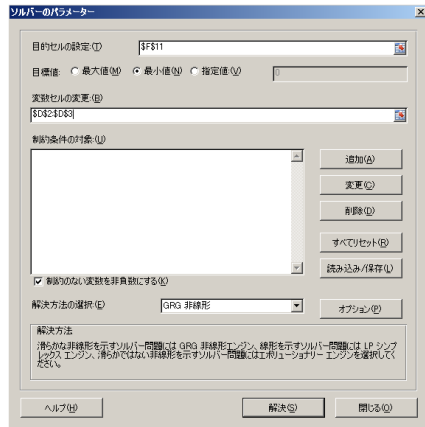 ソルバーのパラメーター
目的セルの設定:(T) $F$11
目標値: 最大値(M) 最小値(N) 指定値:(V) 0
変数セルの変更:(B)
$D$2:$D$3
制約条件の対象:(U)
追加(A)
変更(C)
削除(D)
すべてリセット(R)
読み込み/保存(L)
制約のない変数を非負数にする(K)
解決方法の選択:(E) GRG 非線形 オプション(P)
解決方法
滑らかな非線形を示すソルバー問題には GRG 非線形エンジン、線形を示すソルバー問題には LP シンプ
レックス エンジン、滑らかではない非線形を示すソルバー問題にはエボリューショナリー エンジンを選択してく
ださい。
ヘルプ(H) 解決(S) 閉じる(O)